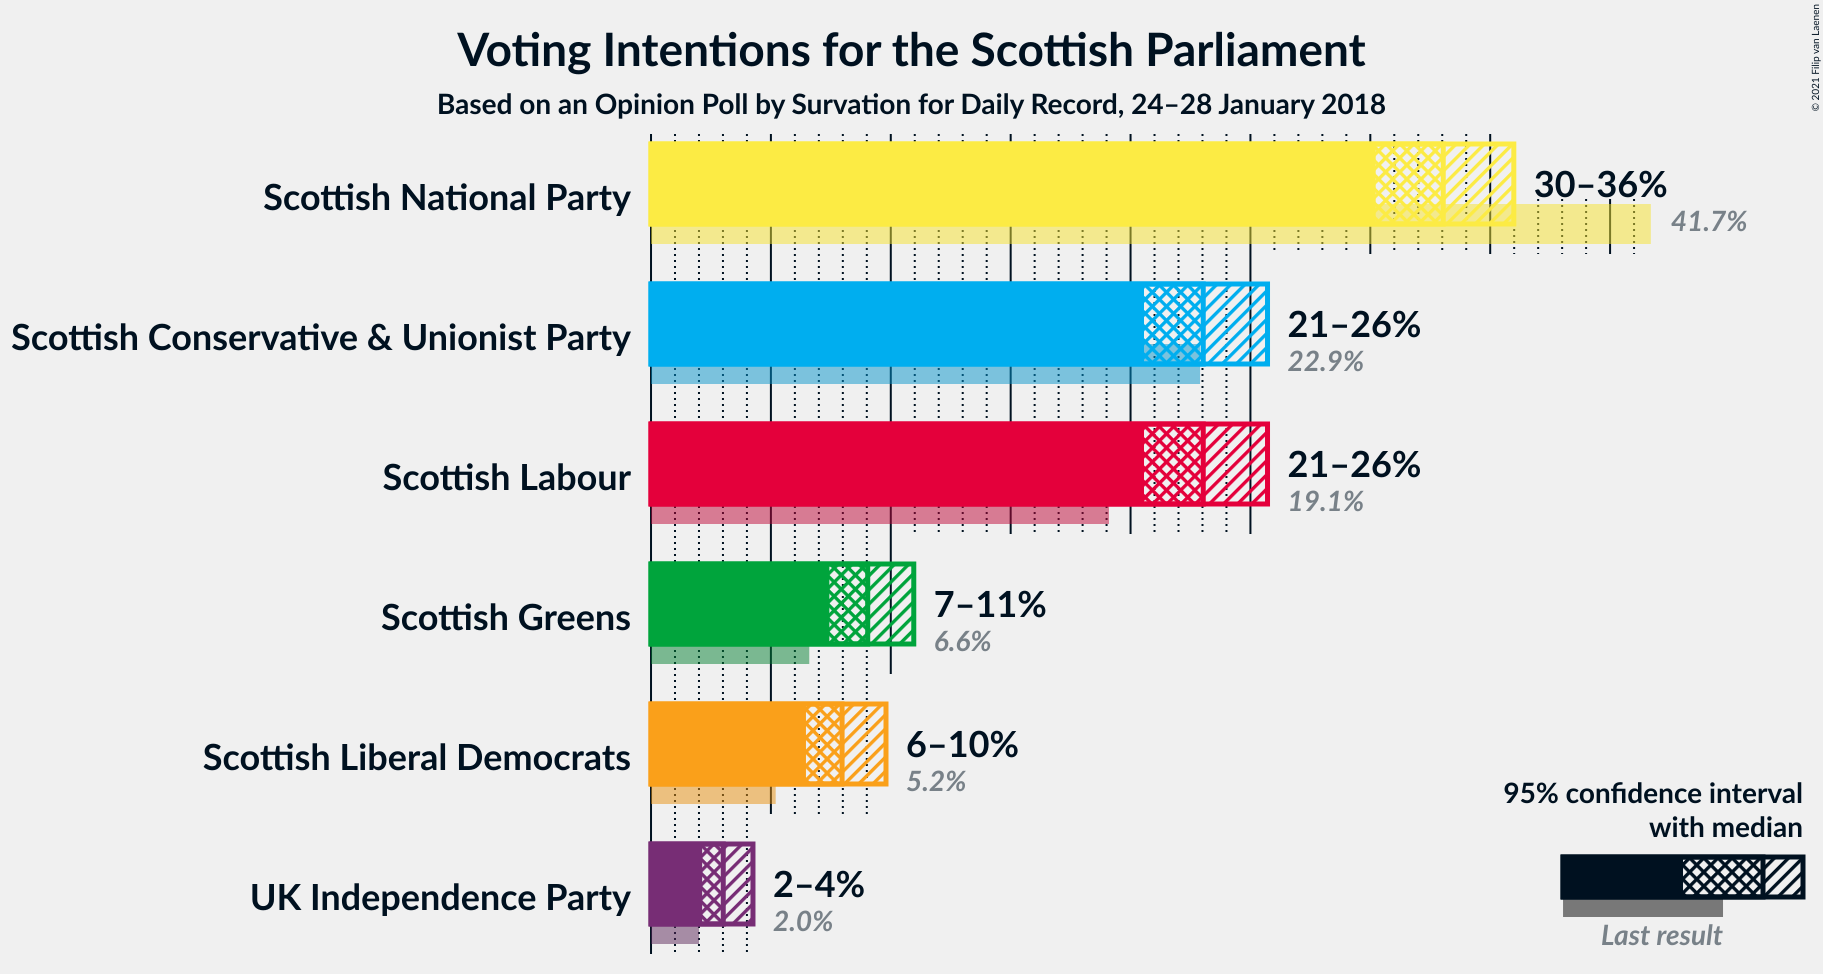 Voting Intentions for the Scottish Parliament
Based on an Opinion Poll by Survation for Daily Record, 24–28 January 2018
© 2021 Filip van Laenen
Scottish National Party
30–36%
41.7%
Scottish Conservative & Unionist Party
21–26%
22.9%
Scottish Labour
21–26%
19.1%
Scottish Greens
7–11%
6.6%
Scottish Liberal Democrats
6–10%
5.2%
UK Independence Party
2–4%
2.0%
95% confidence interval
with median
Last result